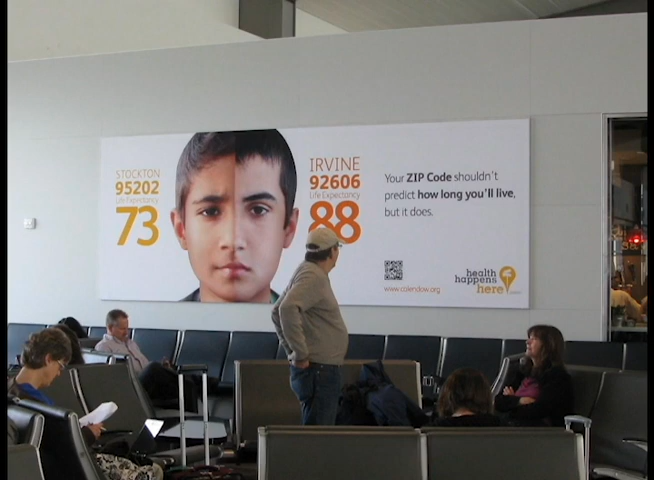 STOCKTON
95202
Life Expectancy
73
IRVINE
92606
Life Expectancy
88
Your ZIP Code shouldn't
predict how long you'll live,
but it does.
www.calendow.org
health
happens
here